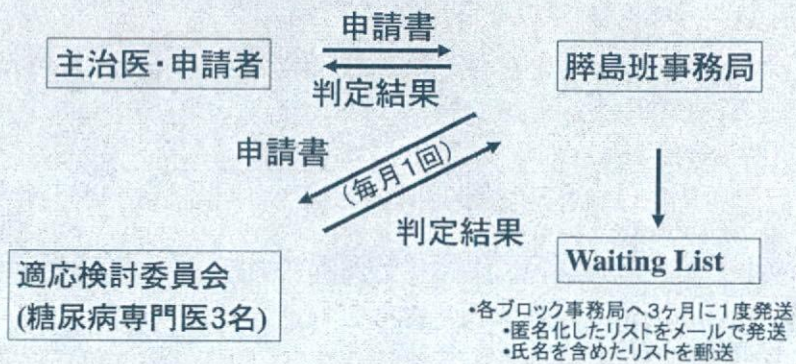 申請書
主治医・申請者
膵島班事務局
判定結果
申請書
(毎月1回)
判定結果
適応検討委員会
(糖尿病専門医3名)
Waiting List
・各ブロック事務局へ3ヶ月に1度発送
・匿名化したリストをメールで発送
・氏名を含めたリストを郵送